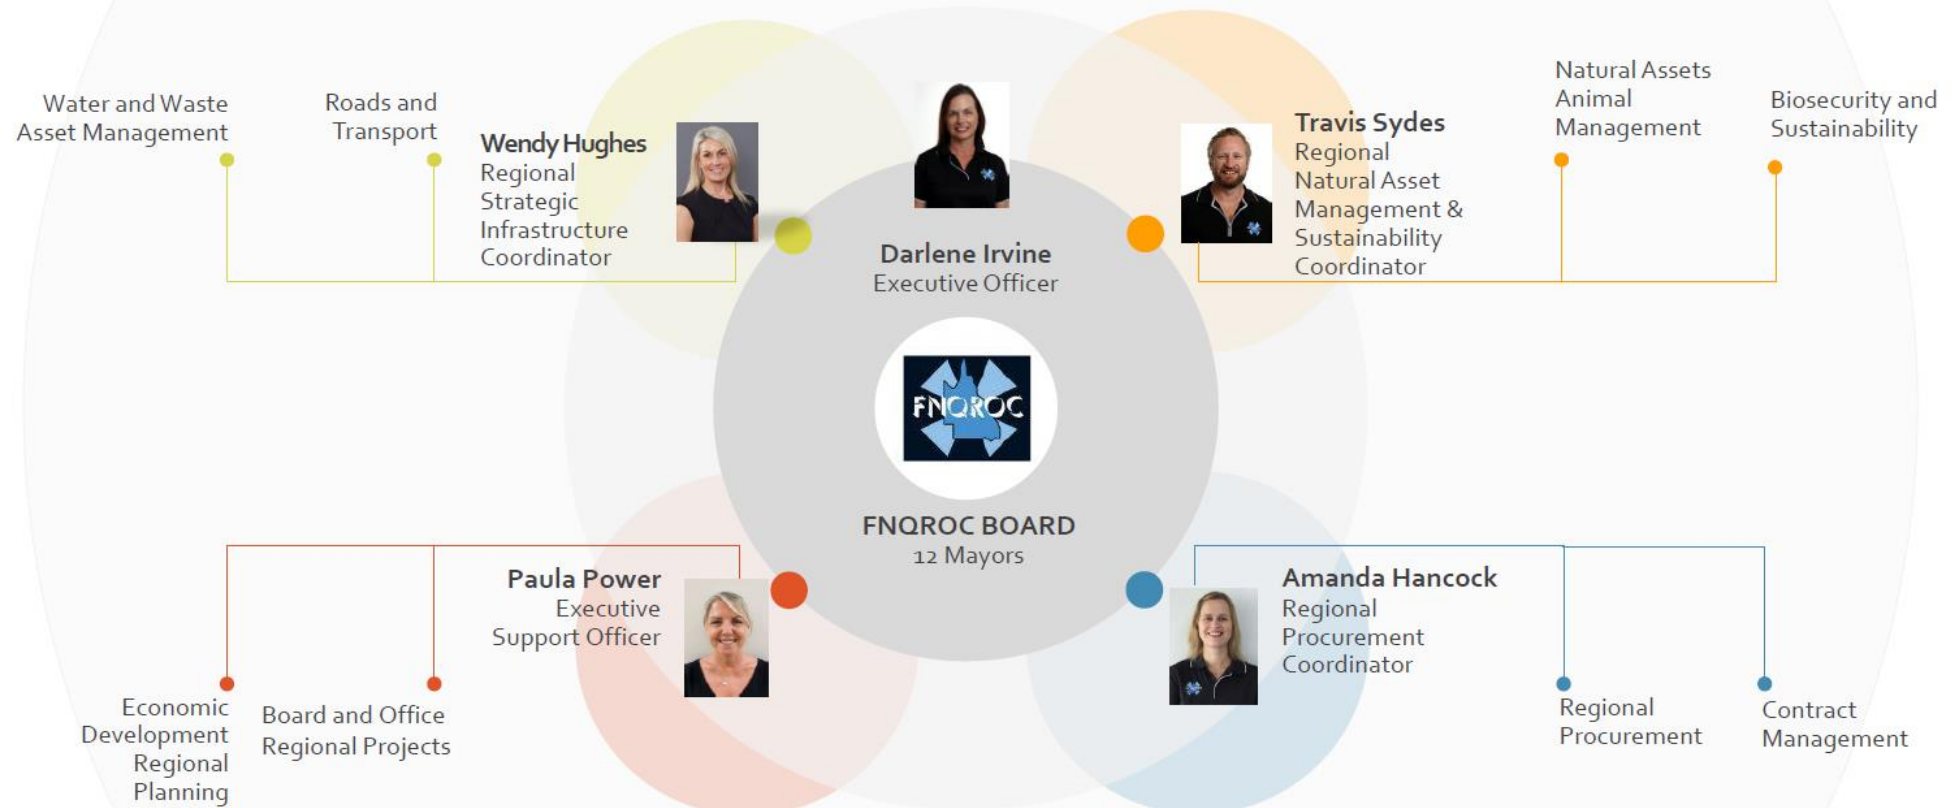 Water and Waste
Asset Management
Roads and
Transport
Wendy Hughes
Regional
Strategic
Infrastructure
Coordinator
Darlene Irvine
Executive Officer
Travis Sydes
Regional
Natural Asset
Management &
Sustainability
Coordinator
Natural Assets
Animal
Management
Biosecurity and
Sustainability
FNQROC
FNQROC BOARD
12 Mayors
Paula Power
Executive
Support Officer
Economic
Development
Regional
Planning
Board and Office
Regional Projects
Amanda Hancock
Regional
Procurement
Coordinator
Regional
Procurement
Contract
Management